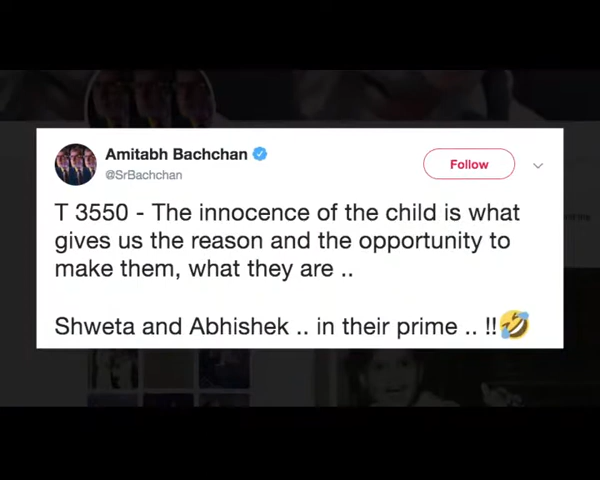 Amitabh Bachchan
@SrBachchan
Follow
T 3550 - The innocence of the child is what
gives us the reason and the opportunity to
make them, what they are ..
Shweta and Abhishek .. in their prime .. !!🤣